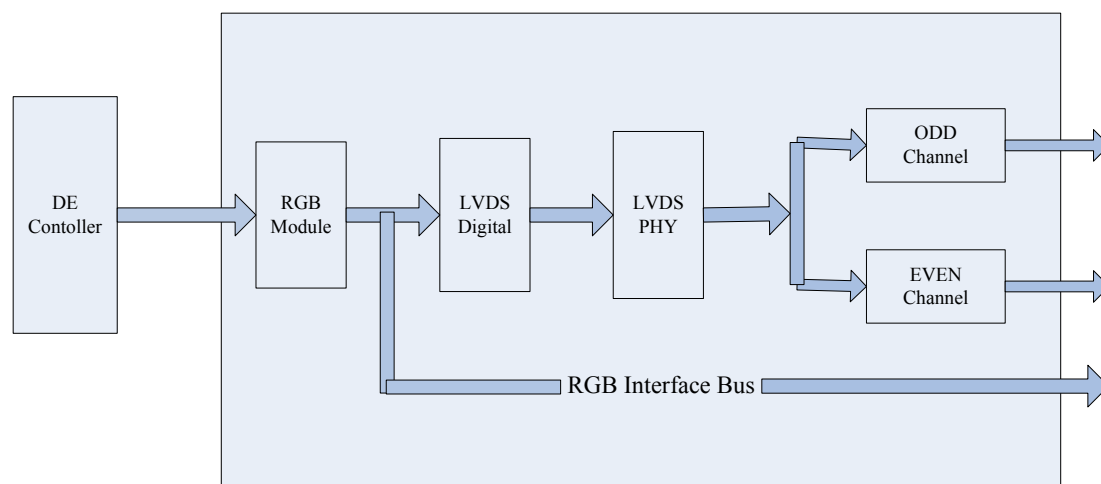 DE
Contoller
RGB
Module
LVDS
Digital
LVDS
PHY
ODD
Channel
EVEN
Channel
RGB Interface Bus